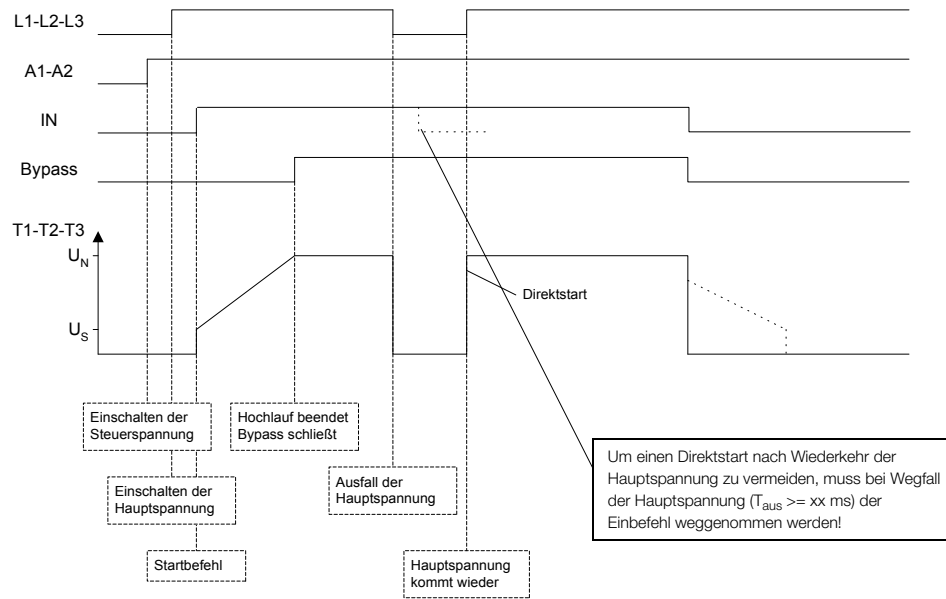 L1-L2-L3
A1-A2
IN
Bypass
T1-T2-T3
U_N
Direktstart
U_S
Einschalten der
Steuerspannung
Hochlauf beendet
Bypass schließt
Einschalten der
Hauptspannung
Ausfall der
Hauptspannung
Startbefehl
Hauptspannung
kommt wieder
Um einen Direktstart nach Wiederkehr der
Hauptspannung zu vermeiden, muss bei Wegfall
der Hauptspannung (T_aus >= xx ms) der
Einbefehl weggenommen werden!